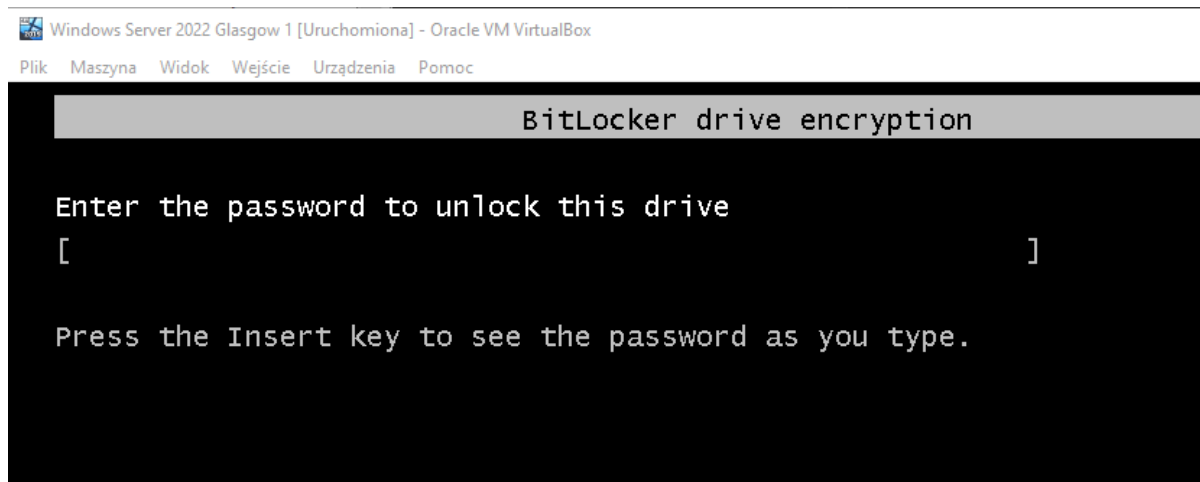 Windows Server 2022 Glasgow 1 [Uruchomiona] - Oracle VM VirtualBox
Plik Maszyna Widok Wejście Urządzenia Pomoc
BitLocker drive encryption
Enter the password to unlock this drive
[ ]
Press the Insert key to see the password as you type.